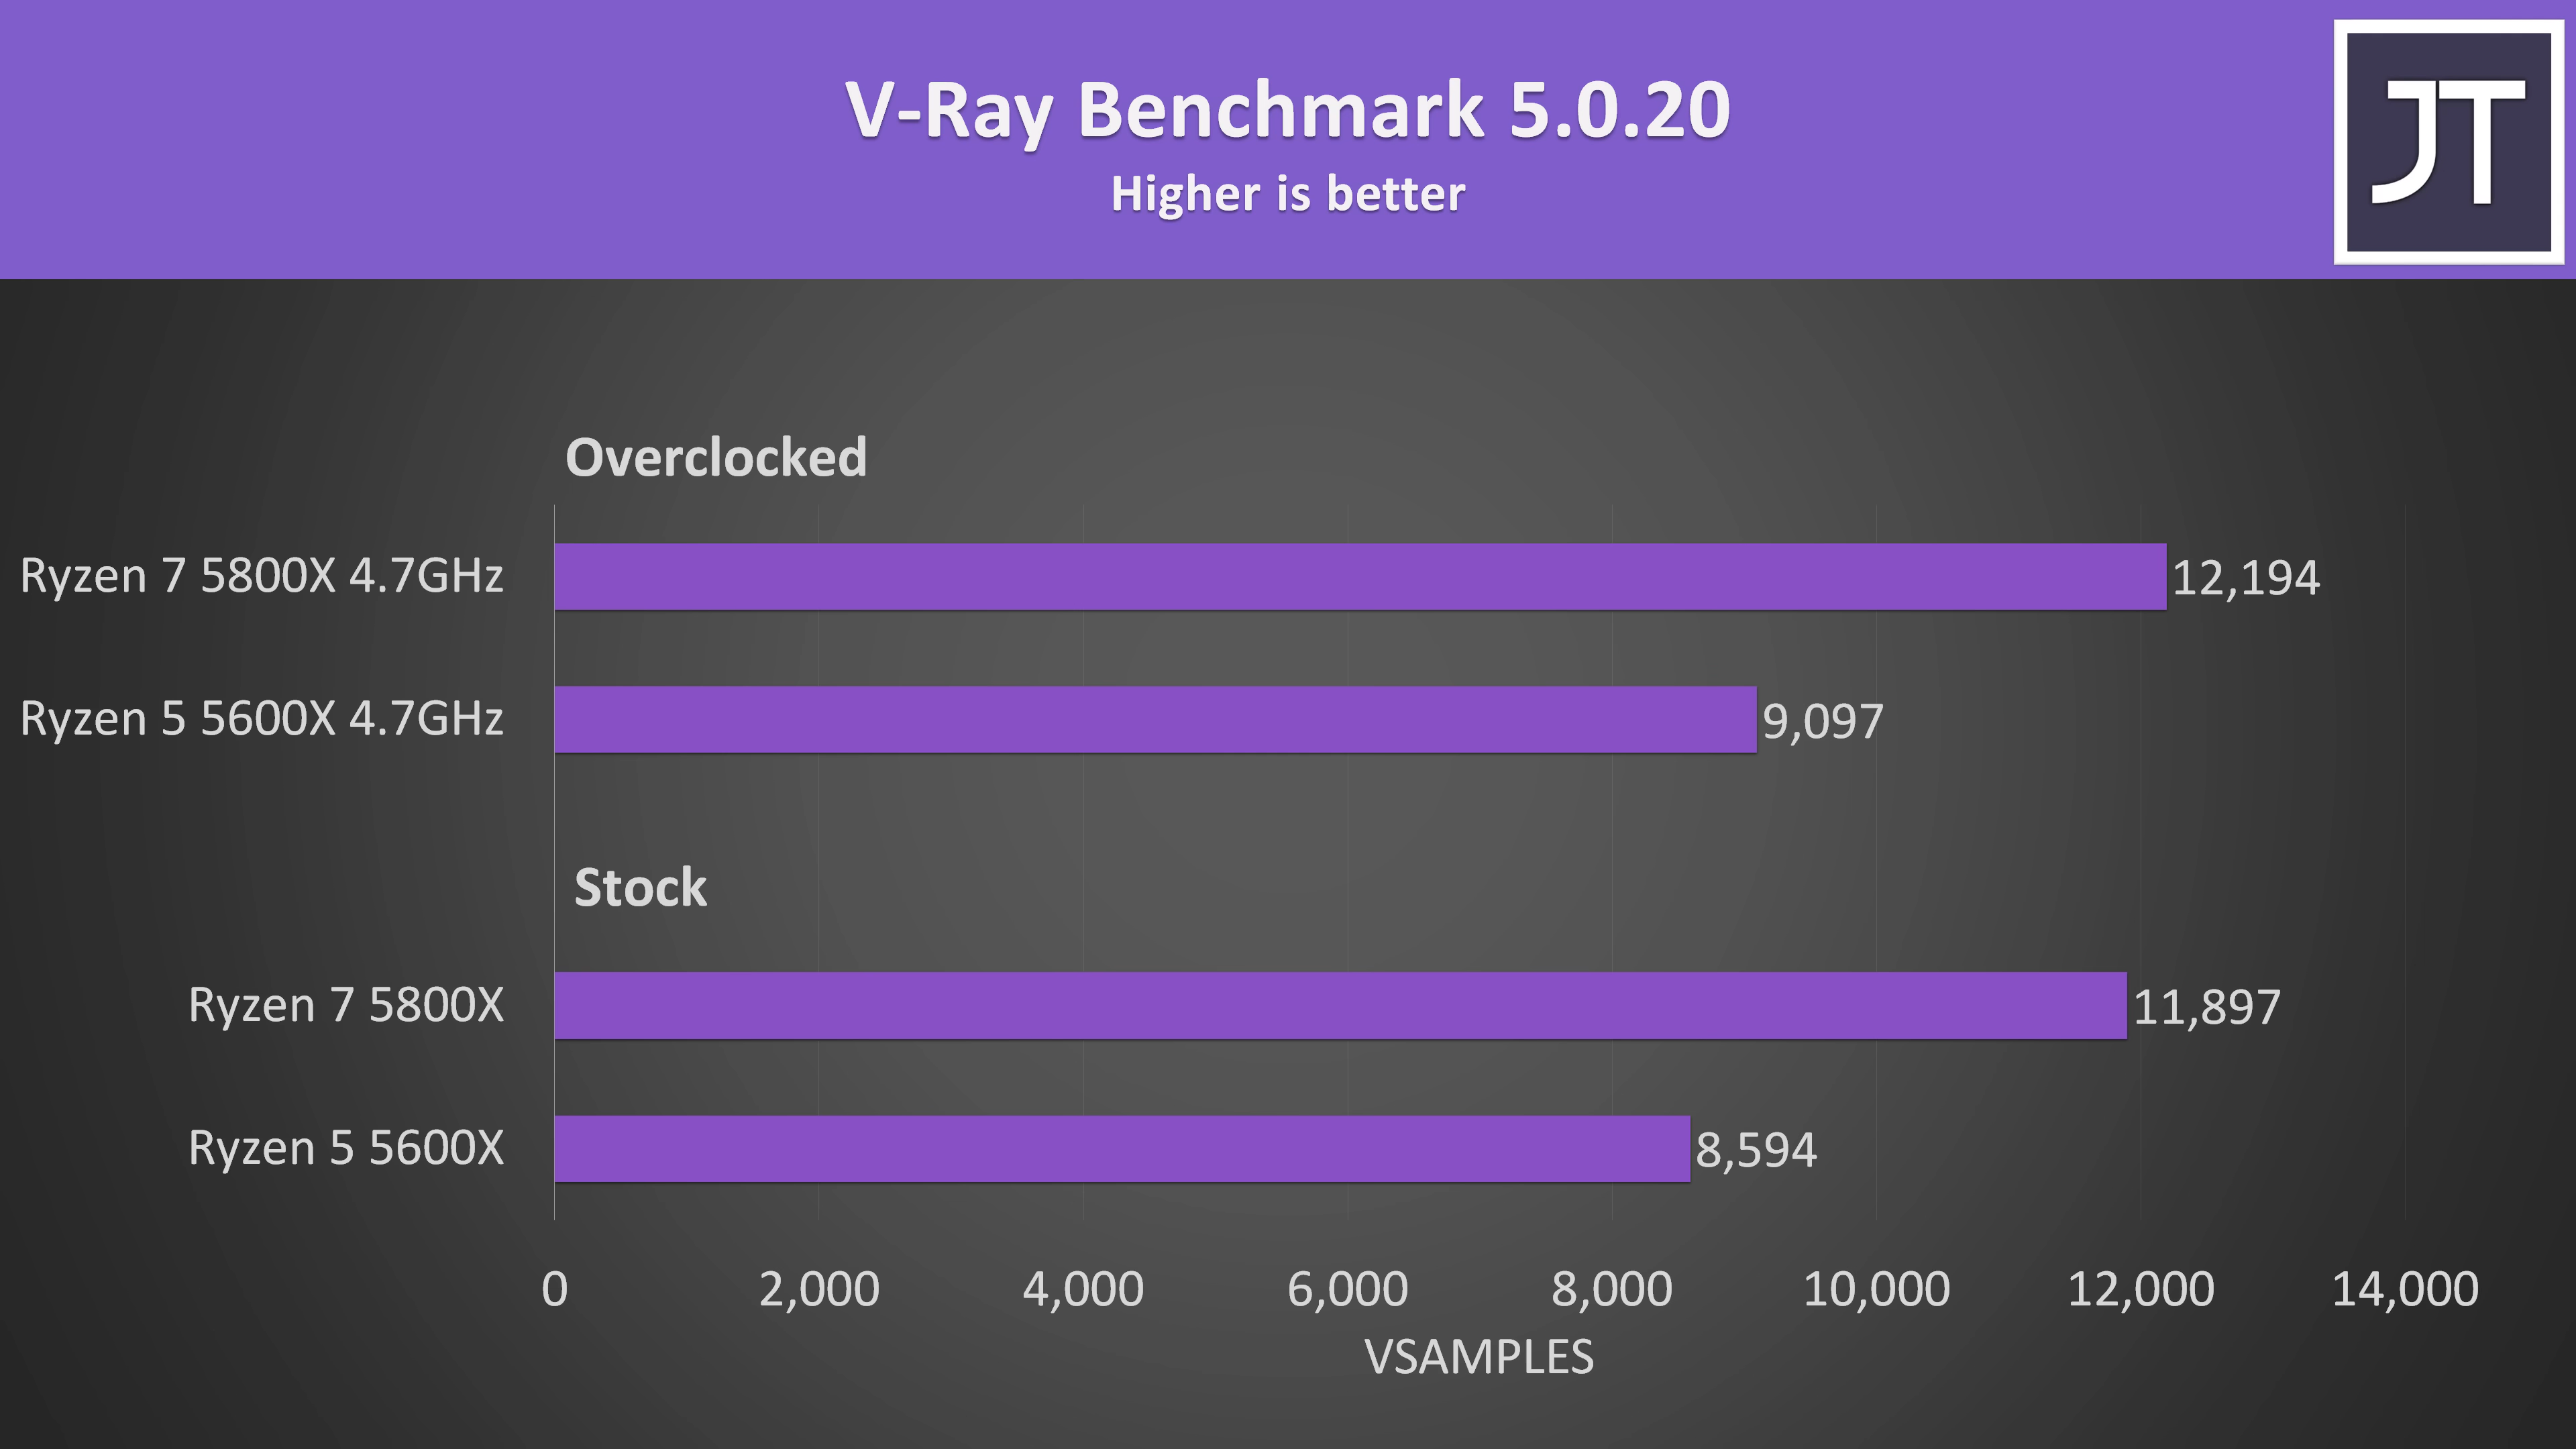 V-Ray Benchmark 5.0.20
Higher is better
JT
Overclocked
Ryzen 7 5800X 4.7GHz 12,194
Ryzen 5 5600X 4.7GHz 9,097
Stock
Ryzen 7 5800X 11,897
Ryzen 5 5600X 8,594
0 2,000 4,000 6,000 8,000 10,000 12,000 14,000
VSAMPLES